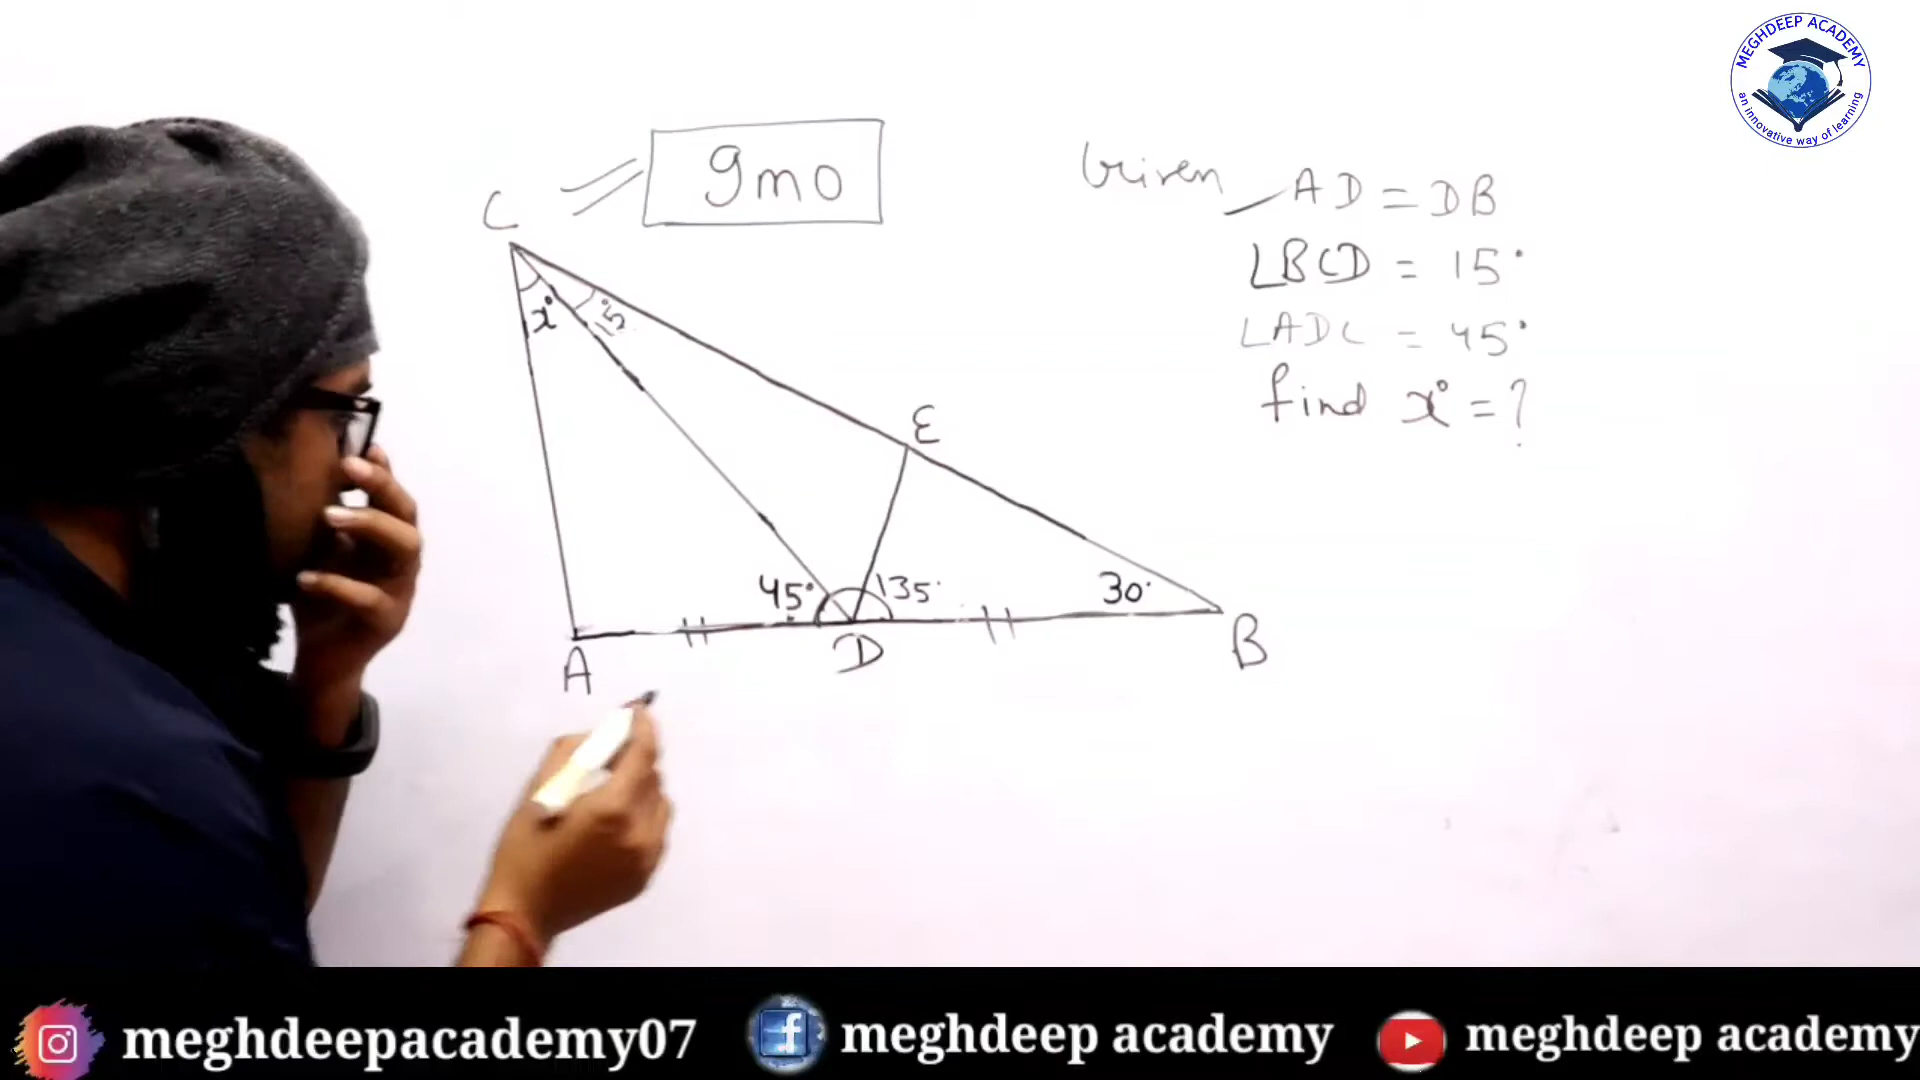 MEGHDEEP ACADEMY
an innovative way of learning
IMO
Given AD = DB
∠BCD = 15°
∠ADC = 45°
find x° = ?
C
x° 15°
E
45° 135° 30°
A D B
meghdeepacademy07 meghdeep academy meghdeep academy